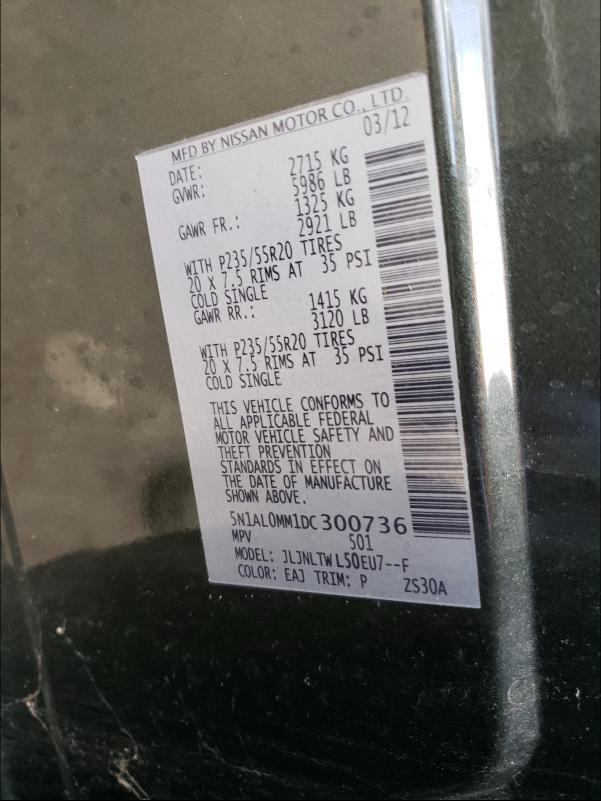 MFD BY NISSAN MOTOR CO., LTD.
DATE: 03/12
GVWR: 2715 KG
5986 LB
GAWR FR.: 1325 KG
2921 LB
WITH P235/55R20 TIRES
20 X 7.5 RIMS AT 35 PSI
COLD SINGLE
GAWR RR.: 1415 KG
3120 LB
WITH P235/55R20 TIRES
20 X 7.5 RIMS AT 35 PSI
COLD SINGLE
THIS VEHICLE CONFORMS TO
ALL APPLICABLE FEDERAL
MOTOR VEHICLE SAFETY AND
THEFT PREVENTION
STANDARDS IN EFFECT ON
THE DATE OF MANUFACTURE
SHOWN ABOVE.
5N1AL0MM1DC300736
MPV 501
MODEL: JLJNLTWL50EU7--F
COLOR: EAJ TRIM: P ZS30A